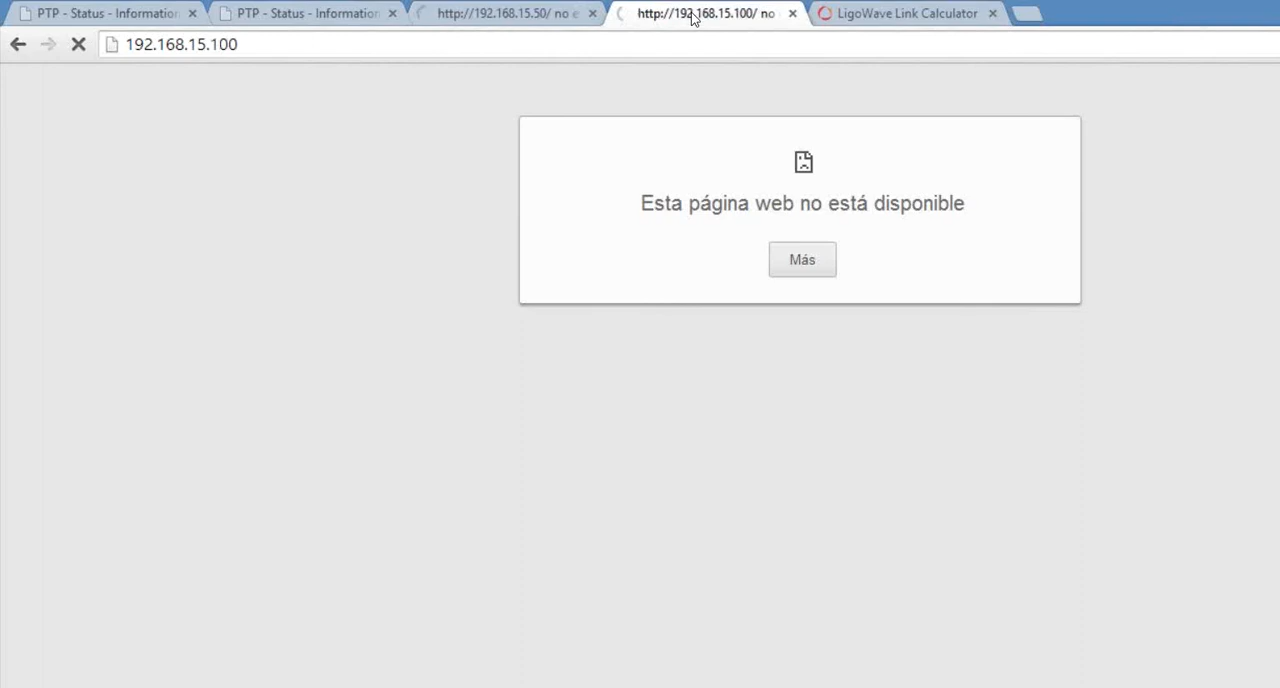 PTP - Status - Information
PTP - Status - Information
http://192.168.15.50/ no e
http://192.168.15.100/ no
LigoWave Link Calculator
192.168.15.100
Esta página web no está disponible
Más